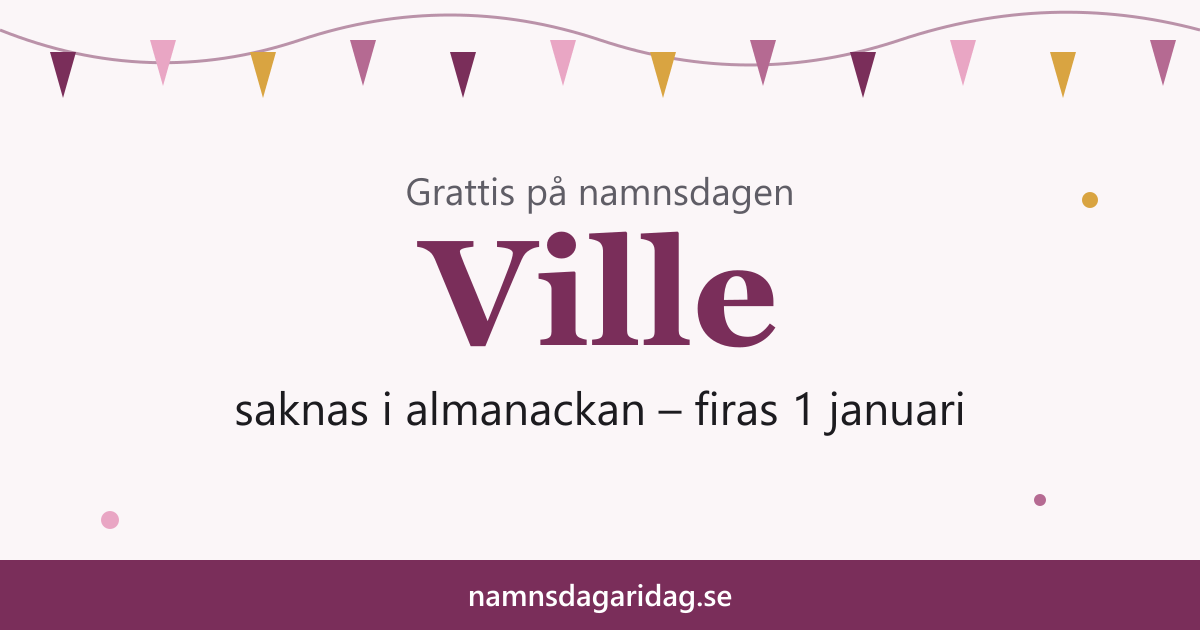 Grattis på namnsdagen
Ville
saknas i almanackan – firas 1 januari
namnsdagaridag.se